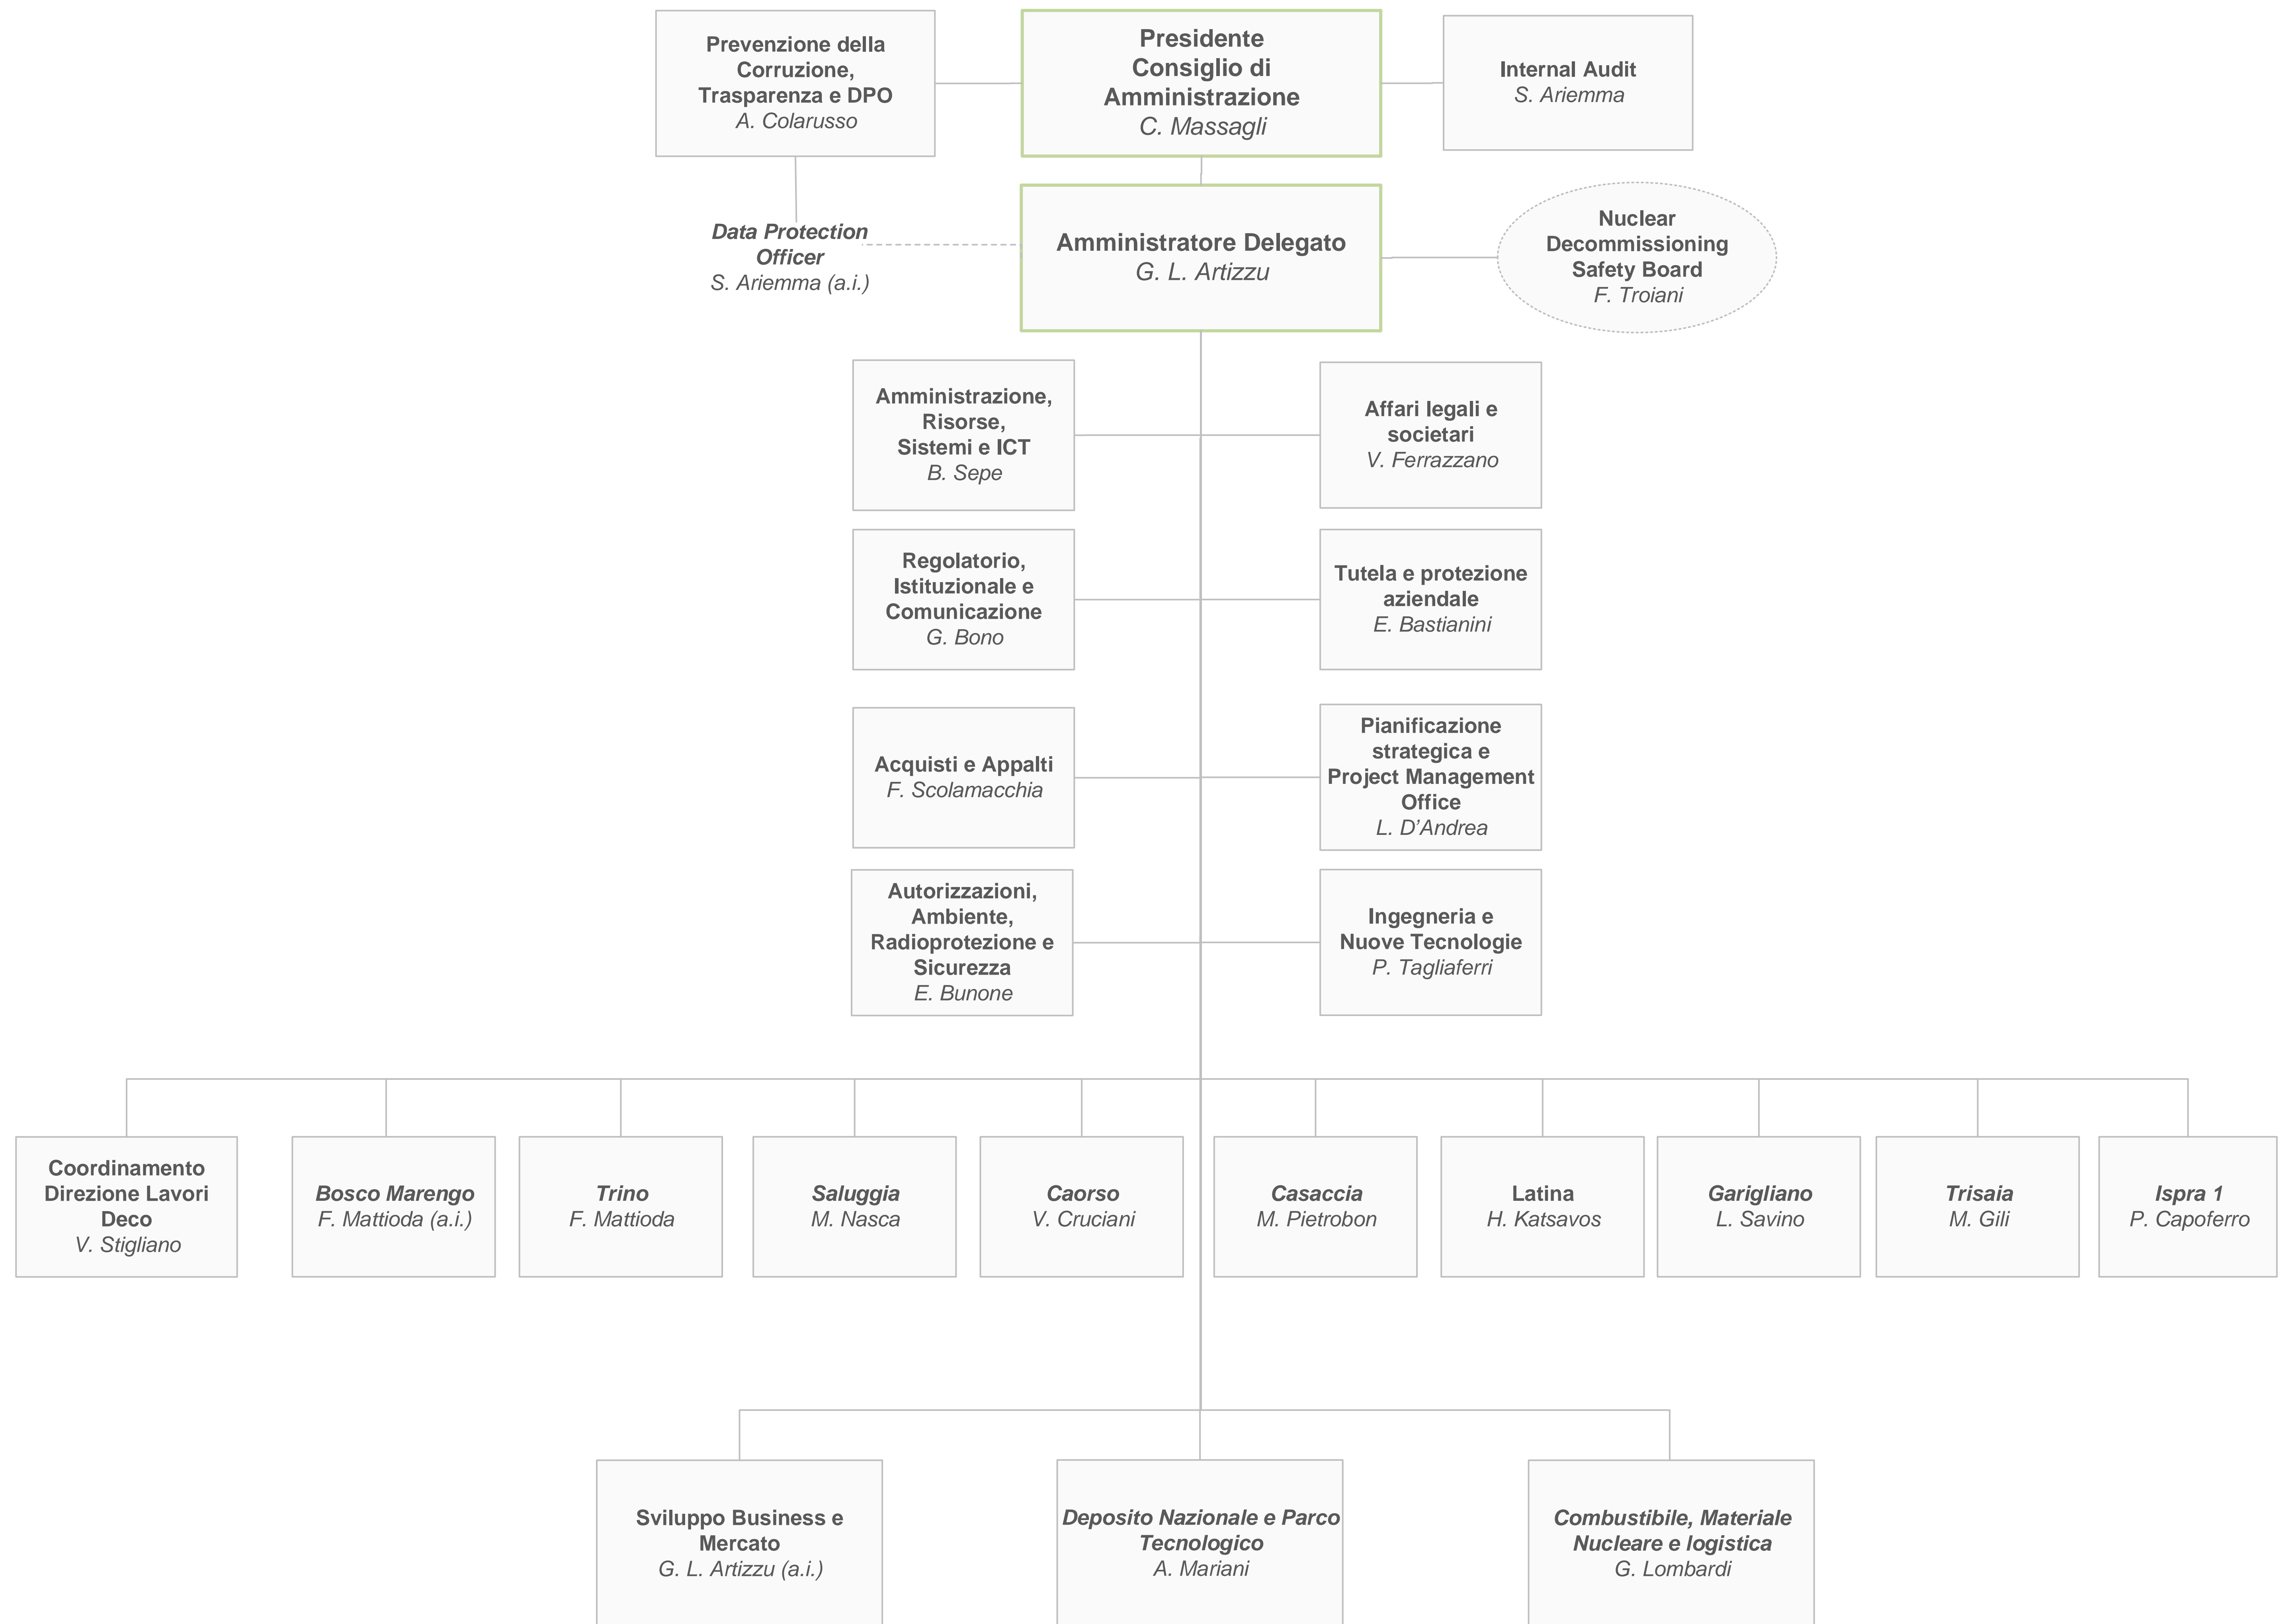 Prevenzione della
Corruzione,
Trasparenza e DPO
A. Colarusso
Presidente
Consiglio di
Amministrazione
C. Massagli
Internal Audit
S. Ariemma
Data Protection
Officer
S. Ariemma (a.i.)
Amministratore Delegato
G. L. Artizzu
Nuclear
Decommissioning
Safety Board
F. Troiani
Amministrazione,
Risorse,
Sistemi e ICT
B. Sepe
Affari legali e
societari
V. Ferrazzano
Regolatorio,
Istituzionale e
Comunicazione
G. Bono
Tutela e protezione
aziendale
E. Bastianini
Acquisti e Appalti
F. Scolamacchia
Pianificazione
strategica e
Project Management
Office
L. D’Andrea
Autorizzazioni,
Ambiente,
Radioprotezione e
Sicurezza
E. Bunone
Ingegneria e
Nuove Tecnologie
P. Tagliaferri
Coordinamento
Direzione Lavori
Deco
V. Stigliano
Bosco Marengo
F. Mattioda (a.i.)
Trino
F. Mattioda
Saluggia
M. Nasca
Caorso
V. Cruciani
Casaccia
M. Pietrobon
Latina
H. Katsavos
Garigliano
L. Savino
Trisaia
M. Gili
Ispra 1
P. Capoferro
Sviluppo Business e
Mercato
G. L. Artizzu (a.i.)
Deposito Nazionale e Parco
Tecnologico
A. Mariani
Combustibile, Materiale
Nucleare e logistica
G. Lombardi